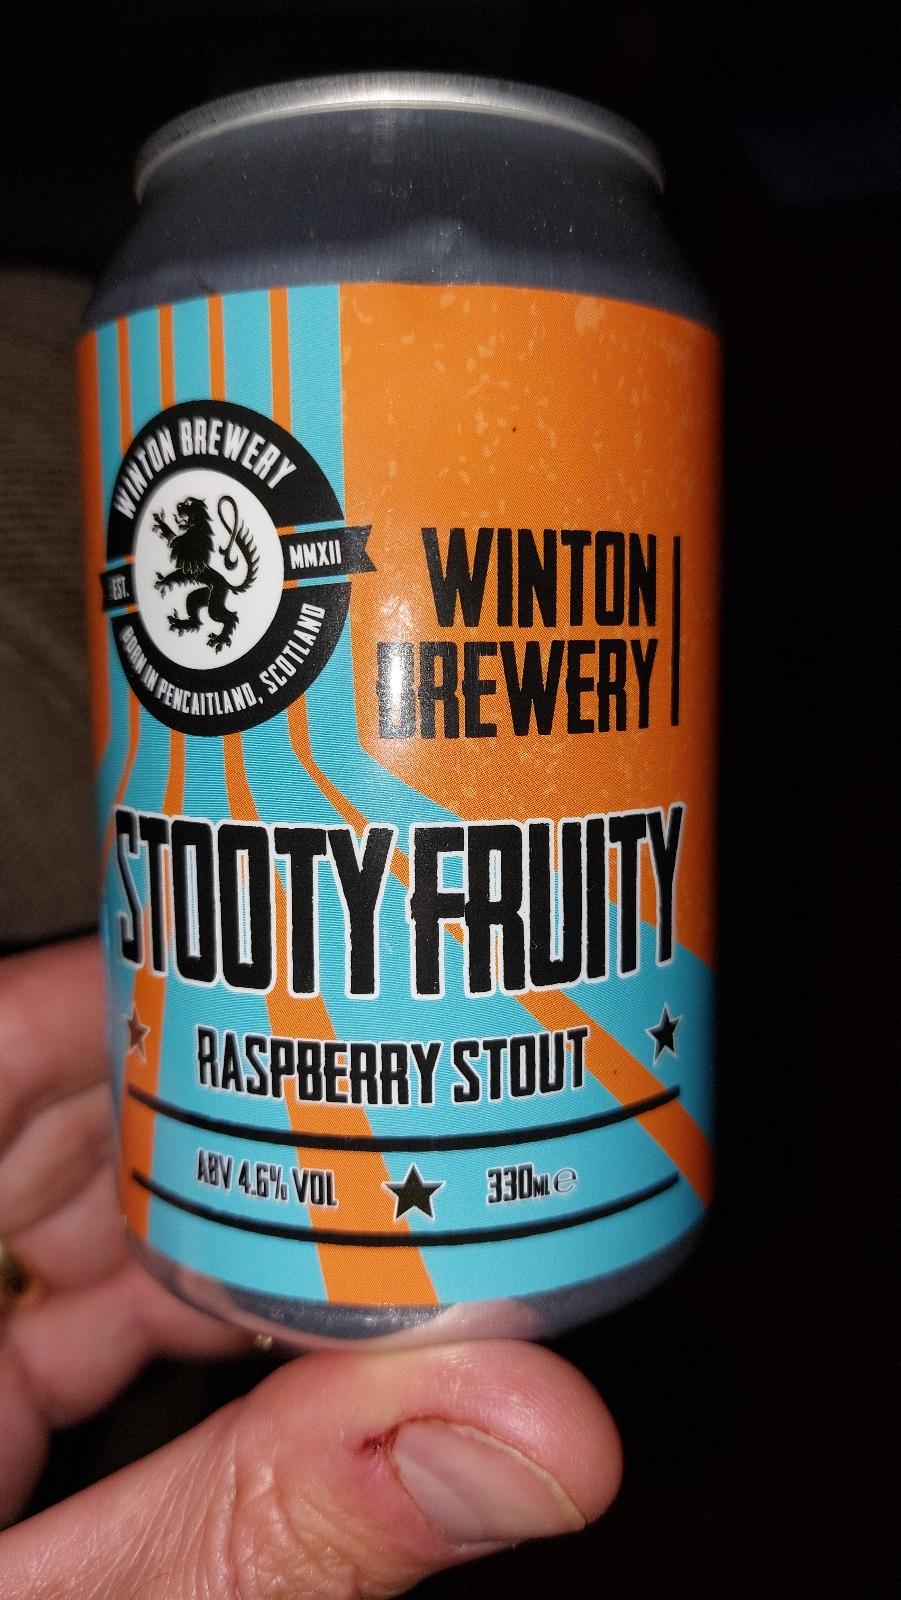 WINTON BREWERY
EST. MMXII
BORN IN PENCAITLAND, SCOTLAND
WINTON
BREWERY
STOOTY FRUITY
RASPBERRY STOUT
ABV 4.6% VOL 330ML ℮